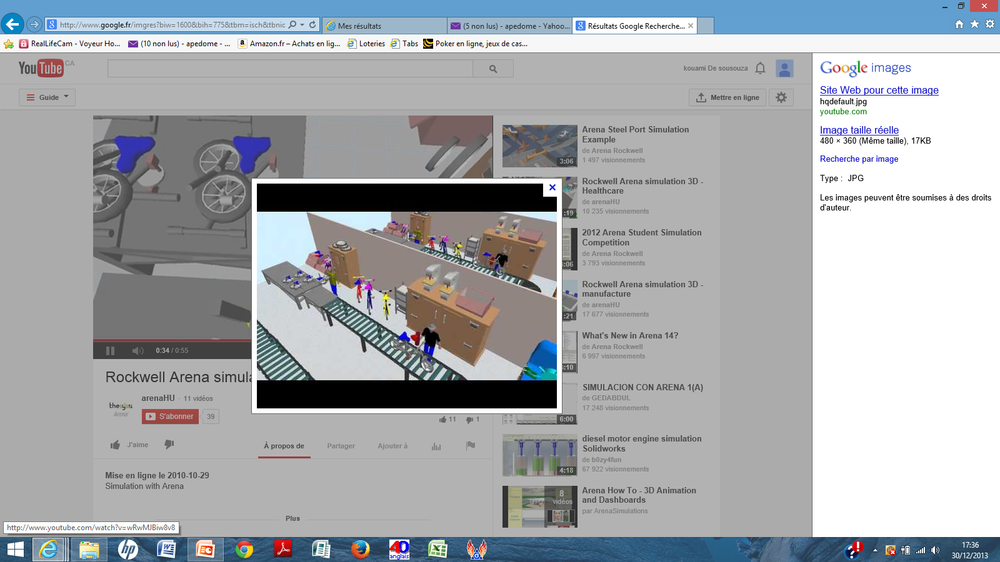 http://www.google.fr/imgres?biw=1600&bih=775&tbm=isch&tbnic
Mes résultats
(5 non lus) - apedome - Yahoo...
Résultats Google Recherche...
RealLifeCam - Voyeur Ho...
(10 non lus) - apedome - ...
Amazon.fr – Achats en lig...
Loteries
Tabs
Poker en ligne, jeux de cas...
YouTube CA
kouami De sousouza
Guide
Mettre en ligne
Google images
Site Web pour cette image
hqdefault.jpg
youtube.com
Image taille réelle
480 × 360 (Même taille), 17KB
Recherche par image
Type : JPG
Les images peuvent être soumises à des droits
d'auteur.
Arena Steel Port Simulation
Example
de Arena Rockwell
1 497 visionnements
3:06
Rockwell Arena simulation 3D -
Healthcare
de arenaHU
10 235 visionnements
:19
2012 Arena Student Simulation
Competition
de Arena Rockwell
3 793 visionnements
:06
Rockwell Arena simulation 3D -
manufacture
de arenaHU
17 677 visionnements
:21
What's New in Arena 14?
de Arena Rockwell
6 997 visionnements
:10
SIMULACION CON ARENA 1(A)
de GEDABDUL
17 248 visionnements
6:00
diesel motor engine simulation
Solidworks
de b0zy4fun
67 922 visionnements
4:18
Arena How To - 3D Animation
and Dashboards
par ArenaSimulations
8
vidéos
0:34 / 0:55
Rockwell Arena simula
arenaHU · 11 vidéos
Arena
S'abonner 39
11 1
J'aime
À propos de
Partager
Ajouter à
Mise en ligne le 2010-10-29
Simulation with Arena
Plus
http://www.youtube.com/watch?v=wRwMJBiw8v8
40
anglais
17:36
30/12/2013